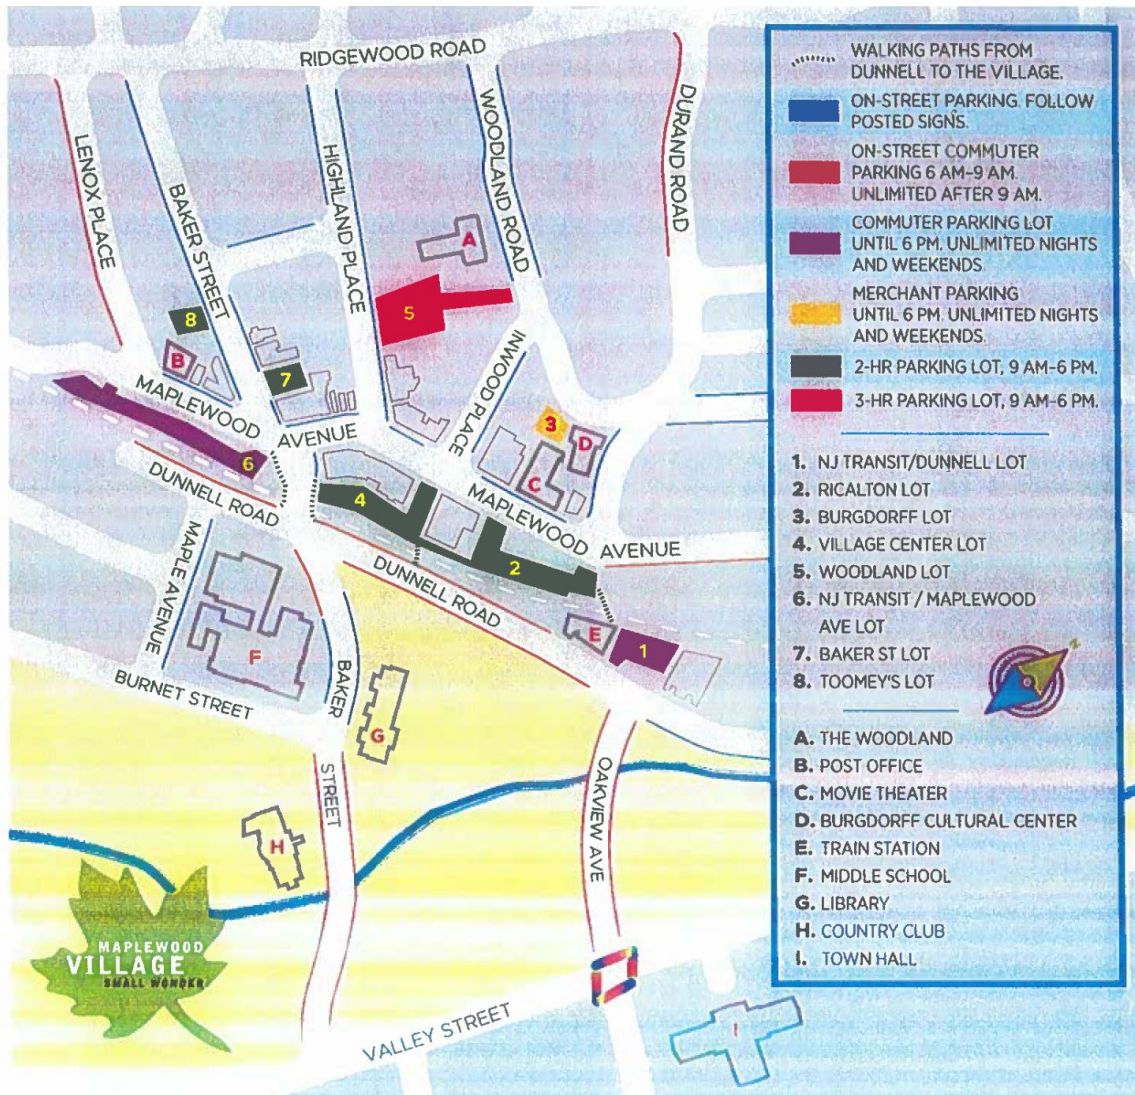 RIDGEWOOD ROAD
LENOX PLACE
BAKER STREET
HIGHLAND PLACE
WOODLAND ROAD
DURAND ROAD
A
5
8
B
7
INWOOD PLACE
MAPLEWOOD
AVENUE
3
D
C
6
4
DUNNELL ROAD
MAPLEWOOD
AVENUE
2
DUNNELL ROAD
MAPLE AVENUE
E
1
F
BURNET STREET
BAKER
STREET
G
OAKVIEW AVE
H
MAPLEWOOD
VILLAGE
SMALL WONDER
VALLEY STREET
I
WALKING PATHS FROM
DUNNELL TO THE VILLAGE.
ON-STREET PARKING. FOLLOW
POSTED SIGNS.
ON-STREET COMMUTER
PARKING 6 AM–9 AM.
UNLIMITED AFTER 9 AM.
COMMUTER PARKING LOT
UNTIL 6 PM. UNLIMITED NIGHTS
AND WEEKENDS.
MERCHANT PARKING
UNTIL 6 PM. UNLIMITED NIGHTS
AND WEEKENDS.
2-HR PARKING LOT, 9 AM–6 PM.
3-HR PARKING LOT, 9 AM–6 PM.
1. NJ TRANSIT/DUNNELL LOT
2. RICALTON LOT
3. BURGDORFF LOT
4. VILLAGE CENTER LOT
5. WOODLAND LOT
6. NJ TRANSIT / MAPLEWOOD
AVE LOT
7. BAKER ST LOT
8. TOOMEY'S LOT
N
A. THE WOODLAND
B. POST OFFICE
C. MOVIE THEATER
D. BURGDORFF CULTURAL CENTER
E. TRAIN STATION
F. MIDDLE SCHOOL
G. LIBRARY
H. COUNTRY CLUB
I. TOWN HALL